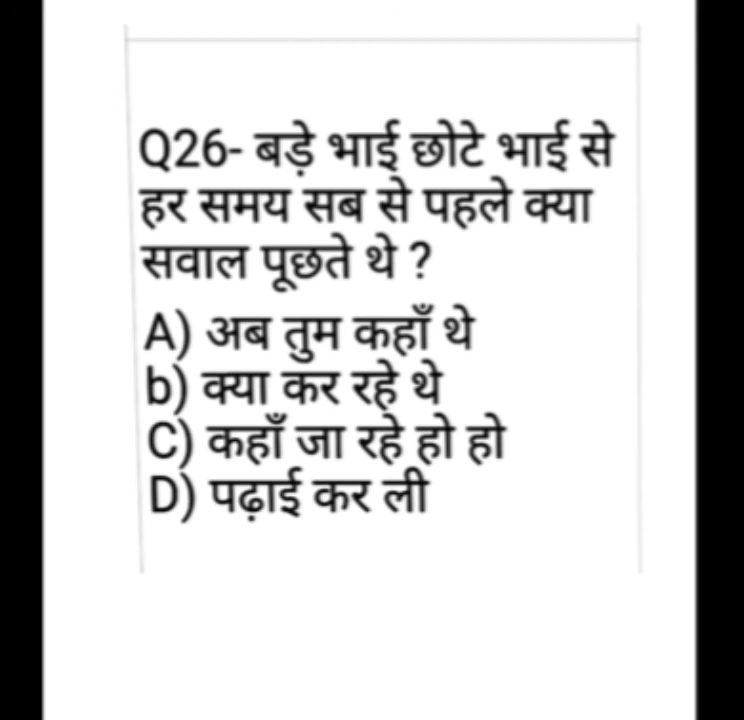 Q26- बड़े भाई छोटे भाई से
हर समय सब से पहले क्या
सवाल पूछते थे ?
A) अब तुम कहाँ थे
b) क्या कर रहे थे
C) कहाँ जा रहे हो हो
D) पढ़ाई कर ली